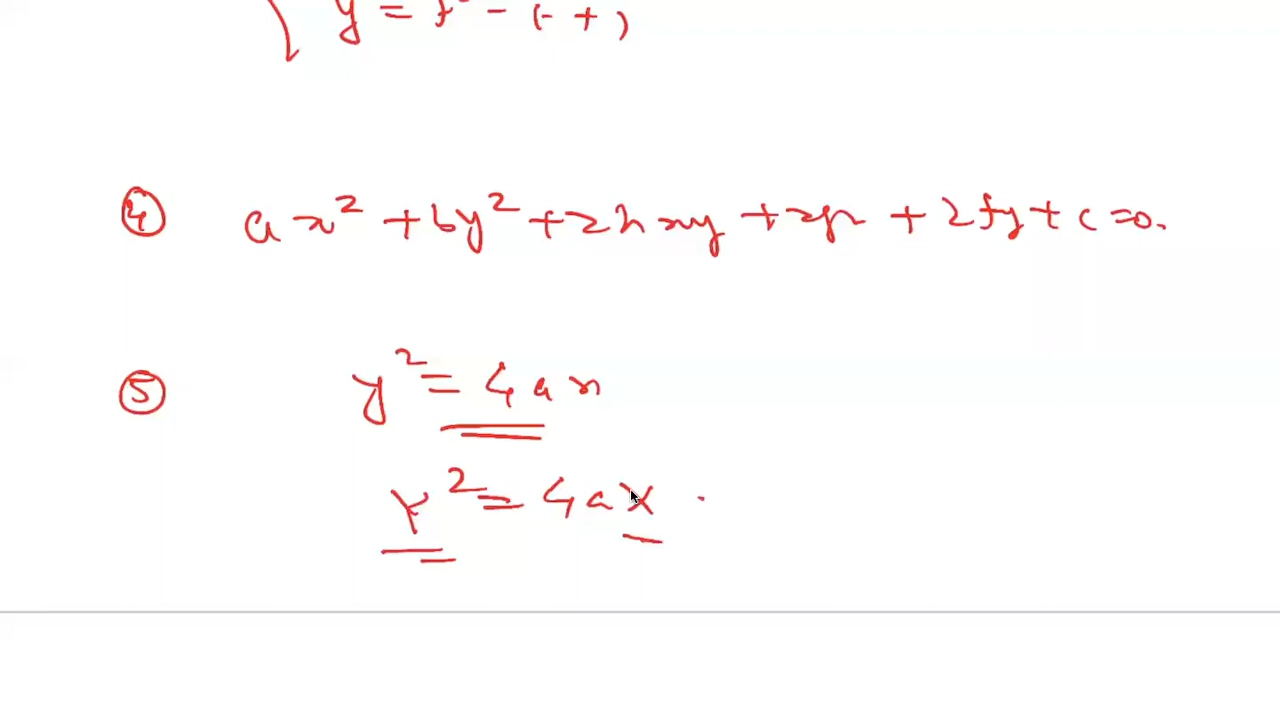 ④ ax² + by² + 2hxy + 2gx + 2fy + c = 0.
⑤ y² = 4ax
Y² = 4aX